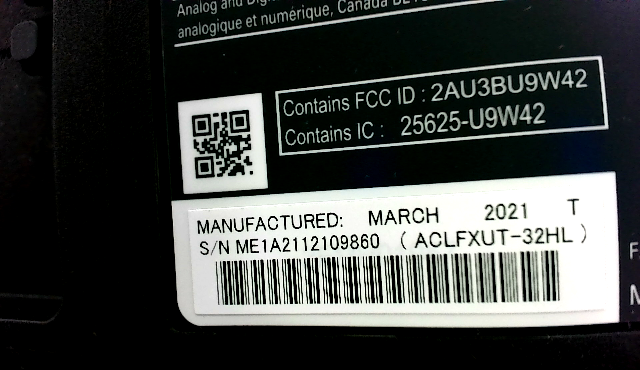 Analog and Digi
analogique et numérique, Canada
Contains FCC ID : 2AU3BU9W42
Contains IC : 25625-U9W42
MANUFACTURED: MARCH 2021 T
S/N ME1A2112109860 ( ACLFXUT-32HL )